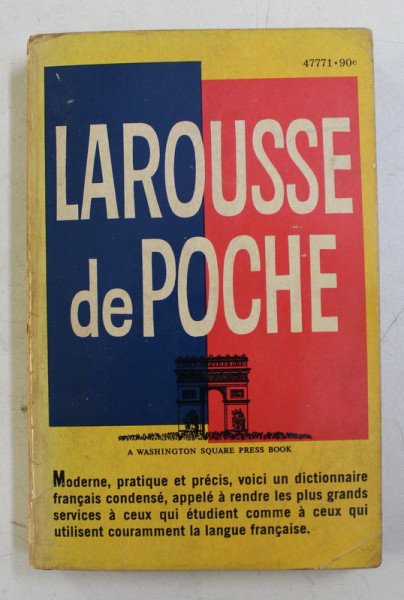 47771•90c
LAROUSSE
de POCHE
A WASHINGTON SQUARE PRESS BOOK
Moderne, pratique et précis, voici un dictionnaire
français condensé, appelé à rendre les plus grands
services à ceux qui étudient comme à ceux qui
utilisent couramment la langue française.